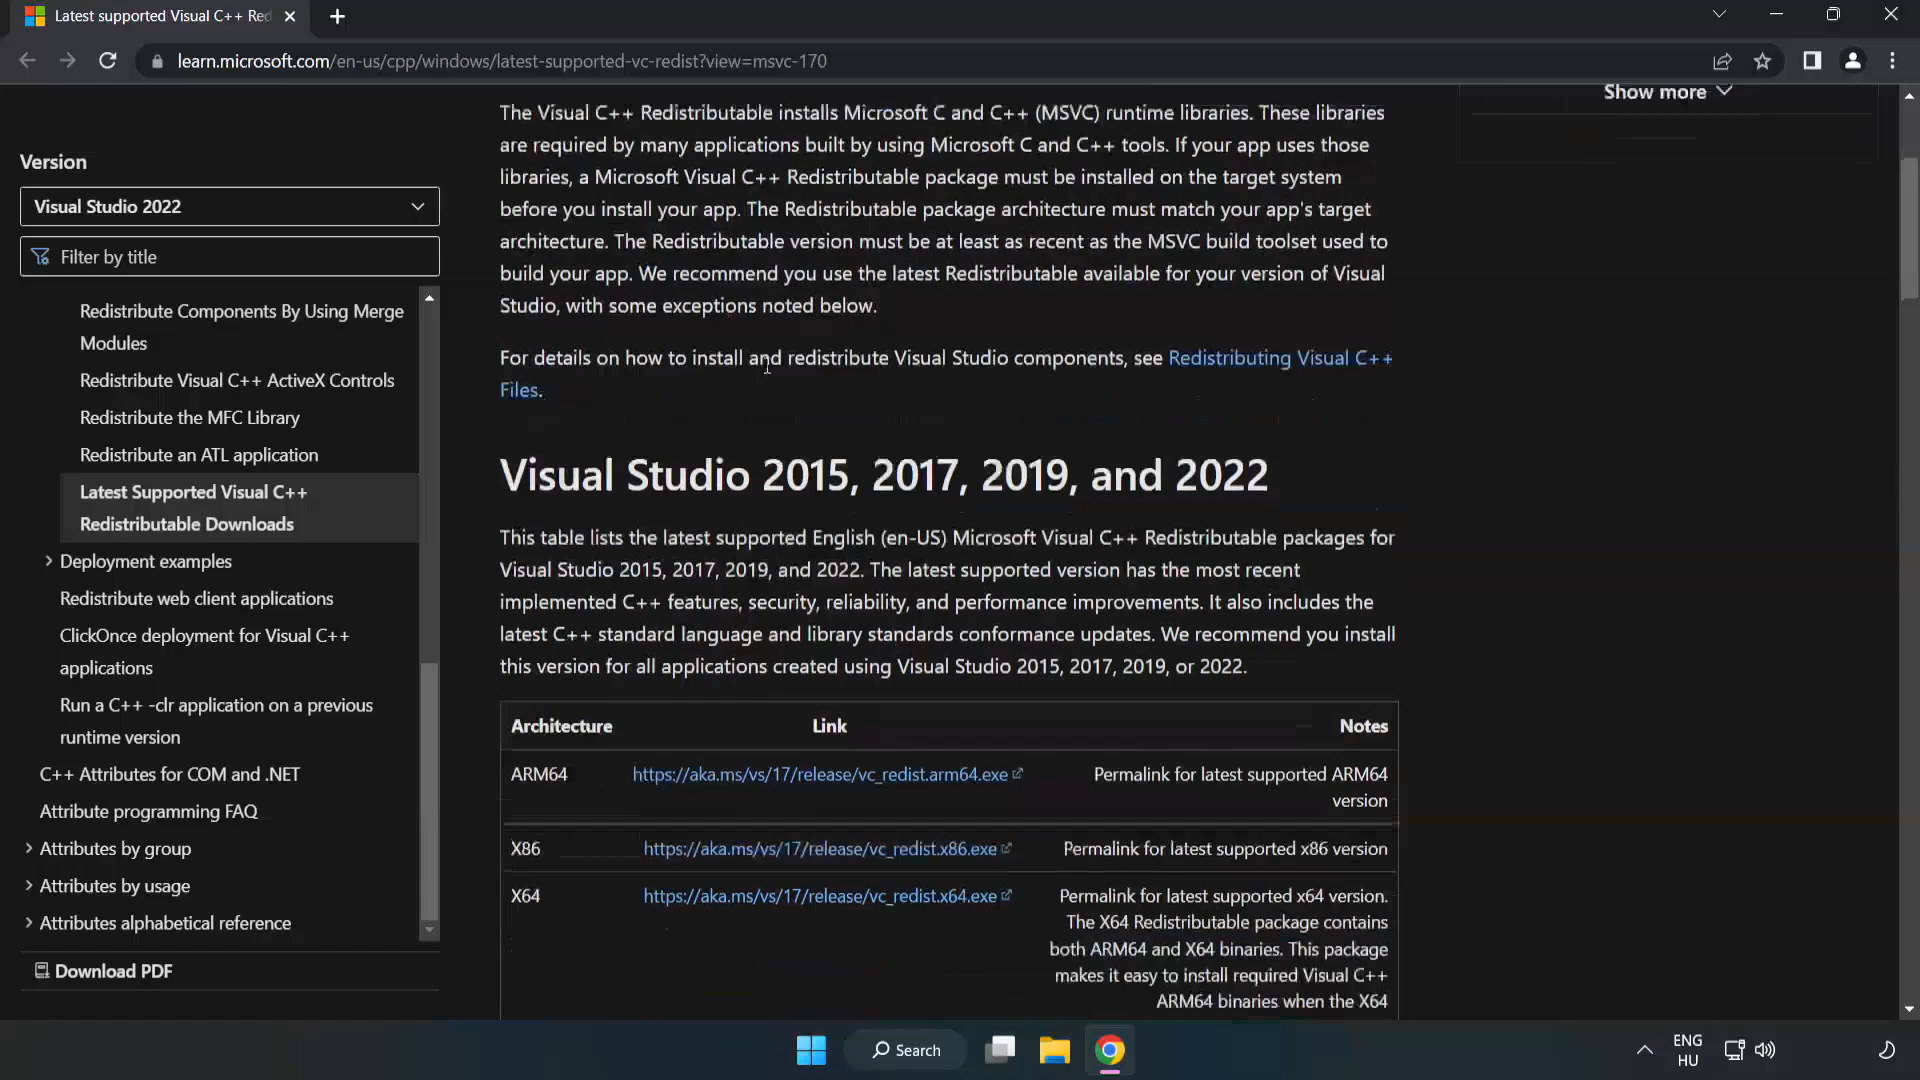 Latest supported Visual C++ Red
learn.microsoft.com/en-us/cpp/windows/latest-supported-vc-redist?view=msvc-170
Version
Visual Studio 2022
Filter by title
Redistribute Components By Using Merge
Modules
Redistribute Visual C++ ActiveX Controls
Redistribute the MFC Library
Redistribute an ATL application
Latest Supported Visual C++
Redistributable Downloads
Deployment examples
Redistribute web client applications
ClickOnce deployment for Visual C++
applications
Run a C++ -clr application on a previous
runtime version
C++ Attributes for COM and .NET
Attribute programming FAQ
Attributes by group
Attributes by usage
Attributes alphabetical reference
Download PDF
The Visual C++ Redistributable installs Microsoft C and C++ (MSVC) runtime libraries. These libraries
are required by many applications built by using Microsoft C and C++ tools. If your app uses those
libraries, a Microsoft Visual C++ Redistributable package must be installed on the target system
before you install your app. The Redistributable package architecture must match your app's target
architecture. The Redistributable version must be at least as recent as the MSVC build toolset used to
build your app. We recommend you use the latest Redistributable available for your version of Visual
Studio, with some exceptions noted below.
For details on how to install and redistribute Visual Studio components, see Redistributing Visual C++
Files.
Visual Studio 2015, 2017, 2019, and 2022
This table lists the latest supported English (en-US) Microsoft Visual C++ Redistributable packages for
Visual Studio 2015, 2017, 2019, and 2022. The latest supported version has the most recent
implemented C++ features, security, reliability, and performance improvements. It also includes the
latest C++ standard language and library standards conformance updates. We recommend you install
this version for all applications created using Visual Studio 2015, 2017, 2019, or 2022.
Architecture Link Notes
ARM64 https://aka.ms/vs/17/release/vc_redist.arm64.exe Permalink for latest supported ARM64
version
X86 https://aka.ms/vs/17/release/vc_redist.x86.exe Permalink for latest supported x86 version
X64 https://aka.ms/vs/17/release/vc_redist.x64.exe Permalink for latest supported x64 version.
The X64 Redistributable package contains
both ARM64 and X64 binaries. This package
makes it easy to install required Visual C++
ARM64 binaries when the X64
Show more
Search
ENG
HU